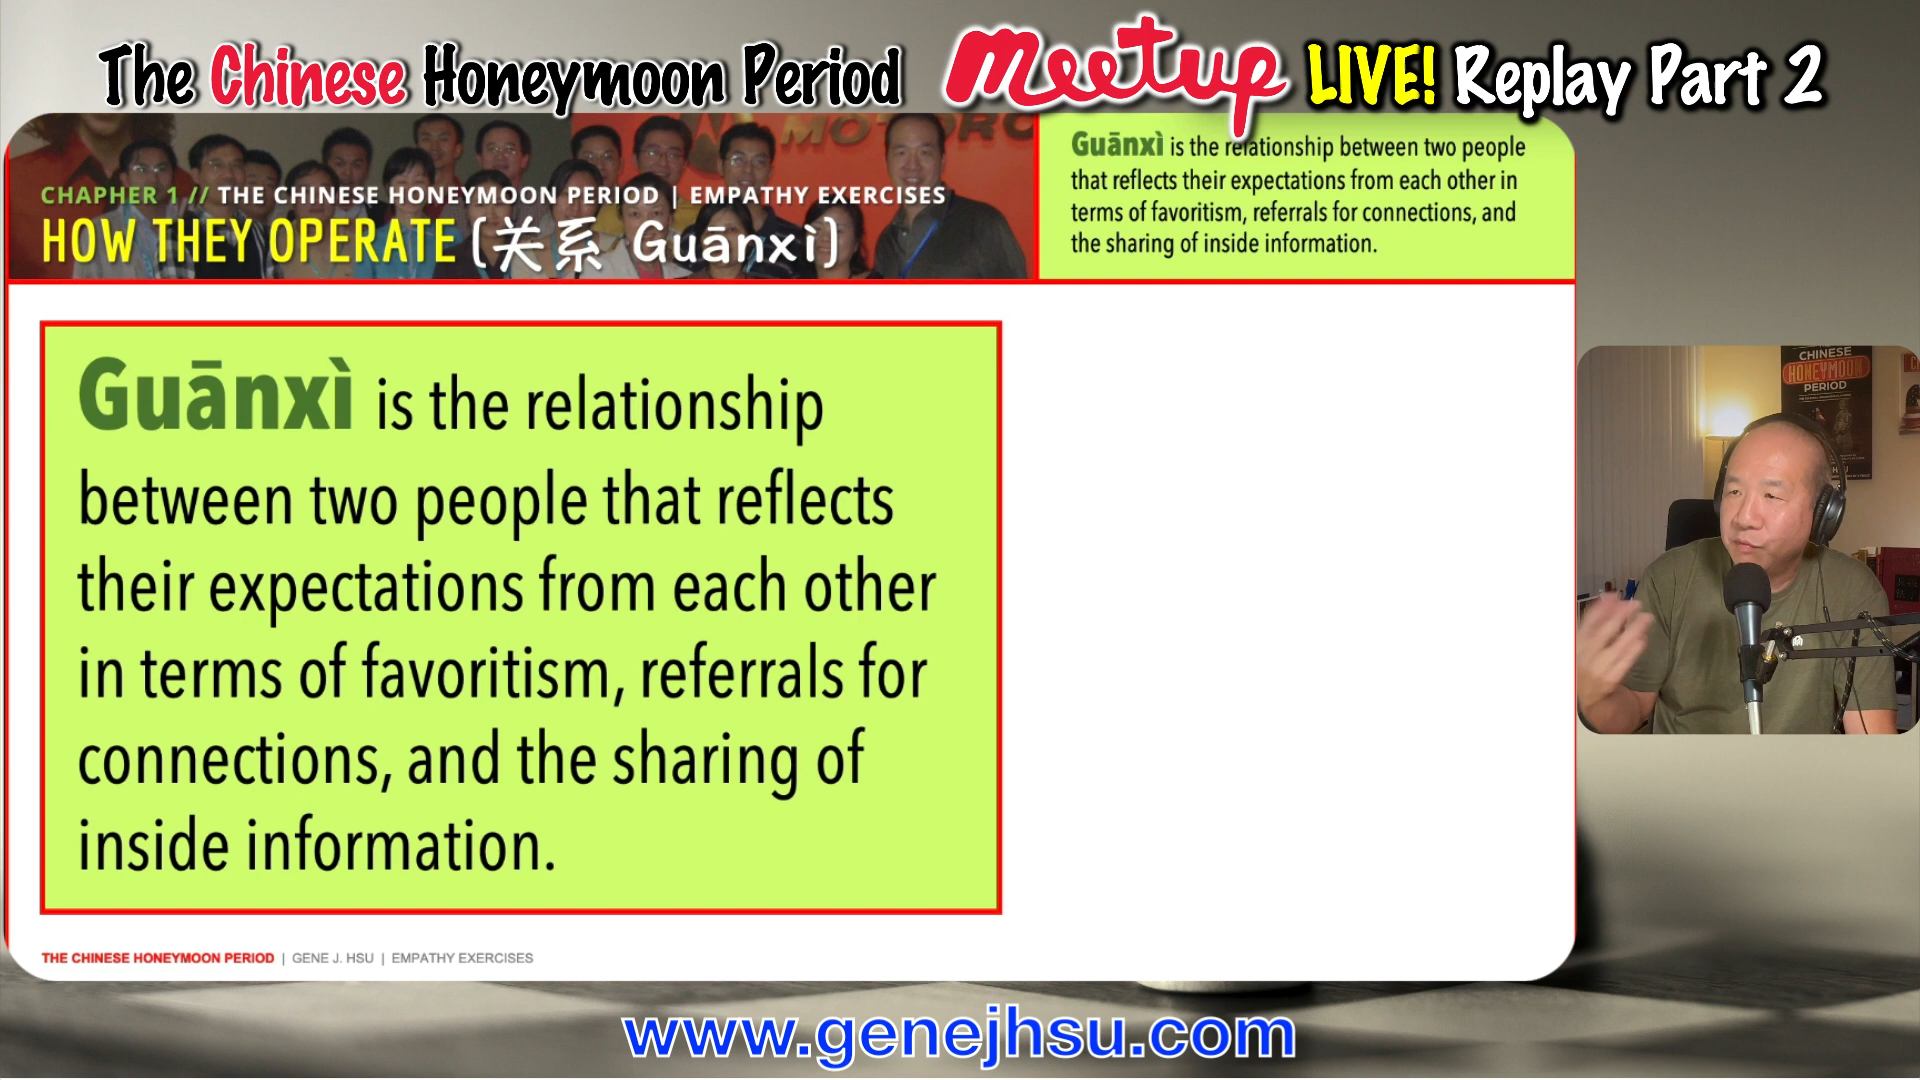 The Chinese Honeymoon Period Meetup LIVE! Replay Part 2
CHAPHER 1 // THE CHINESE HONEYMOON PERIOD | EMPATHY EXERCISES
HOW THEY OPERATE (关系 Guānxì)
Guānxì is the relationship between two people
that reflects their expectations from each other in
terms of favoritism, referrals for connections, and
the sharing of inside information.
Guānxì is the relationship
between two people that reflects
their expectations from each other
in terms of favoritism, referrals for
connections, and the sharing of
inside information.
CHINESE
HONEYMOON
PERIOD
THE CHINESE HONEYMOON PERIOD | GENE J. HSU | EMPATHY EXERCISES
www.genejhsu.com